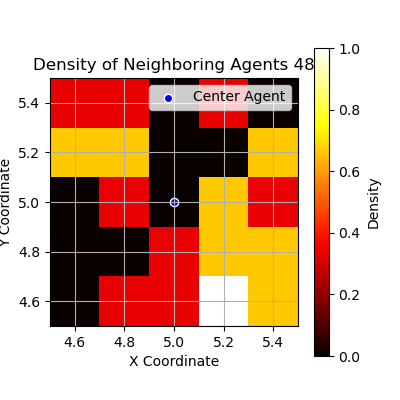 Density of Neighboring Agents 48
Center Agent
5.4
5.2
5.0
4.8
4.6
Y Coordinate
4.6 4.8 5.0 5.2 5.4
X Coordinate
1.0
0.8
0.6
0.4
0.2
0.0
Density